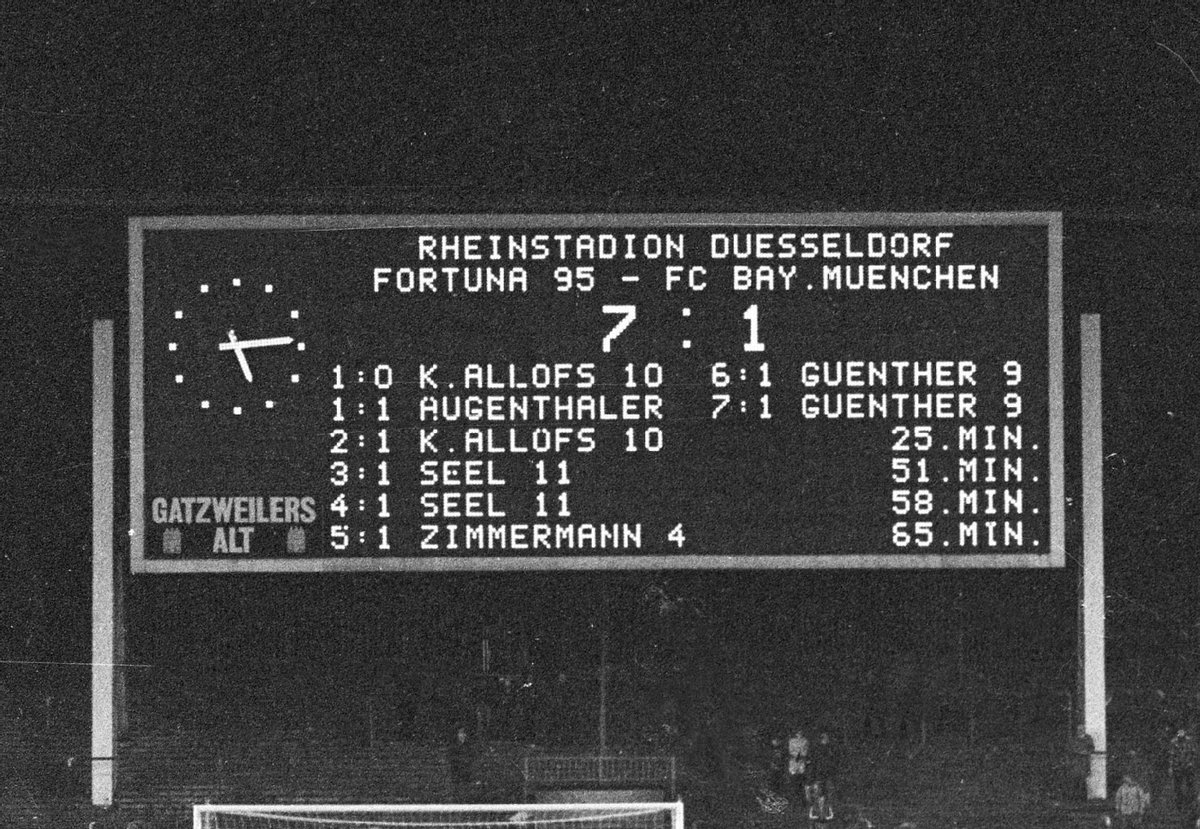 RHEINSTADION DUESSELDORF
FORTUNA 95 - FC BAY.MUENCHEN
7 : 1
1:0 K.ALLOFS 10 6:1 GUENTHER 9
1:1 AUGENTHALER 7:1 GUENTHER 9
2:1 K.ALLOFS 10 25.MIN.
3:1 SEEL 11 51.MIN.
4:1 SEEL 11 58.MIN.
5:1 ZIMMERMANN 4 65.MIN.
GATZWEILERS
ALT